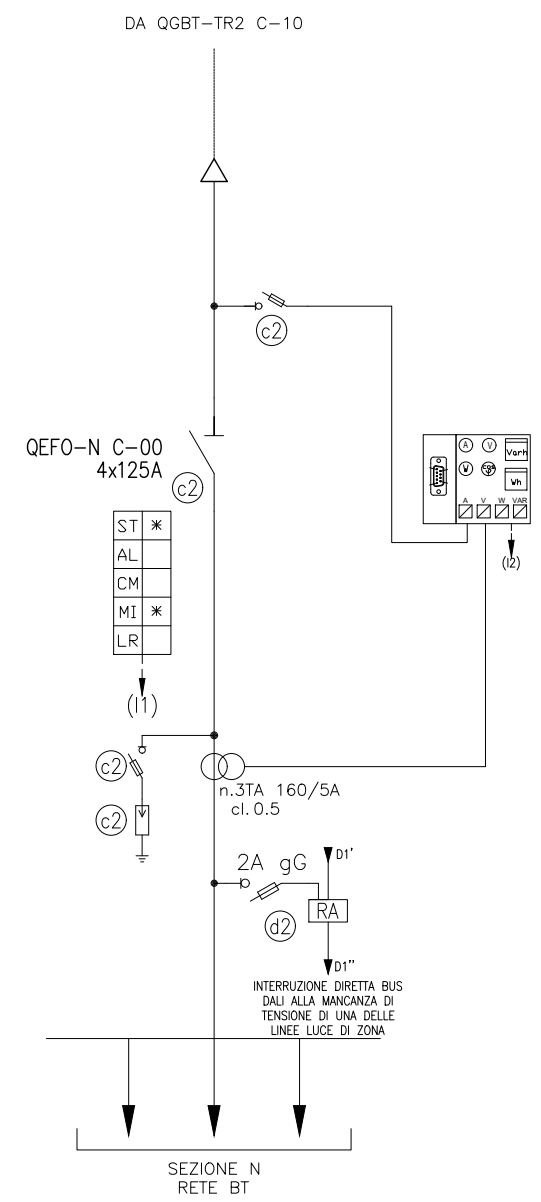 DA QGBT-TR2 C-10
c2
QEFO-N C-00
4x125A
c2
A V Varh
W Wh
A V W VAR
(I2)
ST *
AL
CM
MI *
LR
(I1)
c2
n.3TA 160/5A
cl.0.5
c2
2A gG
D1'
RA
d2
D1''
INTERRUZIONE DIRETTA BUS
DALI ALLA MANCANZA DI
TENSIONE DI UNA DELLE
LINEE LUCE DI ZONA
SEZIONE N
RETE BT